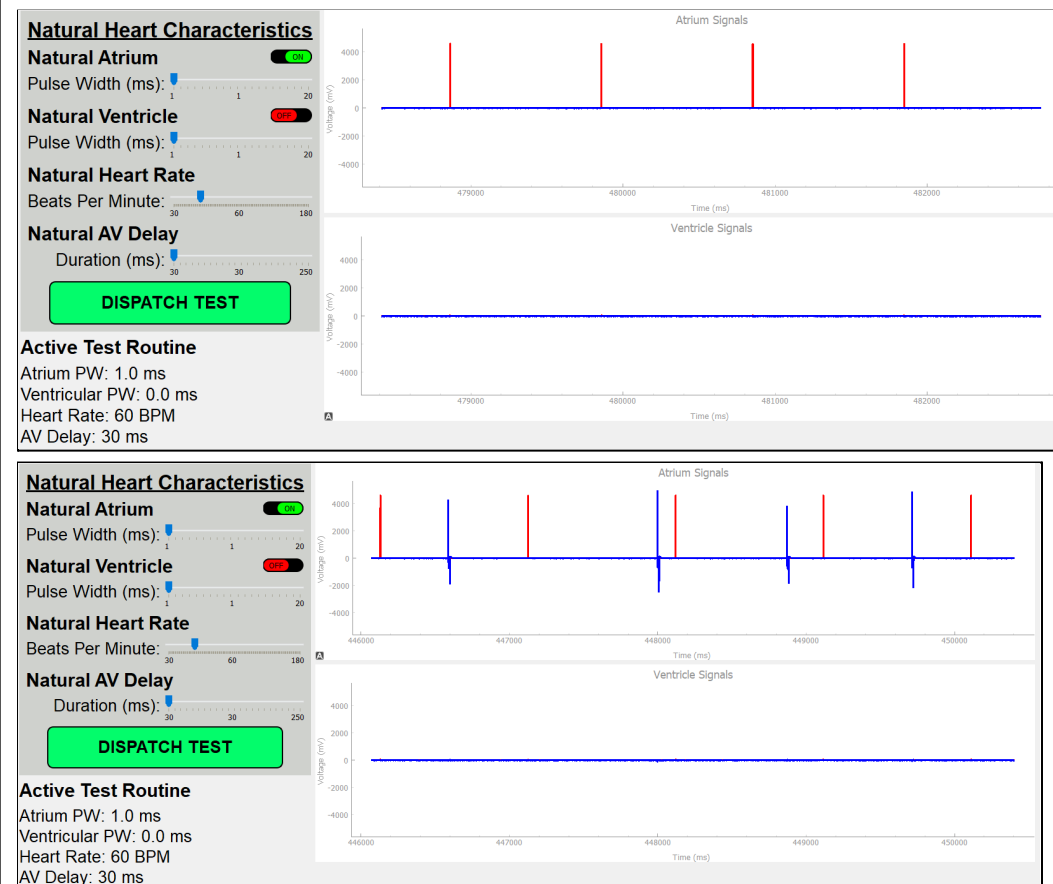 Natural Heart Characteristics
Natural Atrium ON
Pulse Width (ms):
1 1 20
Natural Ventricle OFF
Pulse Width (ms):
1 1 20
Natural Heart Rate
Beats Per Minute:
30 60 180
Natural AV Delay
Duration (ms):
30 30 250
DISPATCH TEST
Active Test Routine
Atrium PW: 1.0 ms
Ventricular PW: 0.0 ms
Heart Rate: 60 BPM
AV Delay: 30 ms
Atrium Signals
Voltage (mV)
4000
2000
0
-2000
-4000
479000 480000 481000 482000
Time (ms)
Ventricle Signals
Voltage (mV)
4000
2000
0
-2000
-4000
479000 480000 481000 482000
Time (ms)
A
Natural Heart Characteristics
Natural Atrium ON
Pulse Width (ms):
1 1 20
Natural Ventricle OFF
Pulse Width (ms):
1 1 20
Natural Heart Rate
Beats Per Minute:
30 60 180
Natural AV Delay
Duration (ms):
30 30 250
DISPATCH TEST
Active Test Routine
Atrium PW: 1.0 ms
Ventricular PW: 0.0 ms
Heart Rate: 60 BPM
AV Delay: 30 ms
Atrium Signals
Voltage (mV)
4000
2000
0
-2000
-4000
446000 447000 448000 449000 450000
Time (ms)
A
Ventricle Signals
Voltage (mV)
4000
2000
0
-2000
-4000
446000 447000 448000 449000 450000
Time (ms)